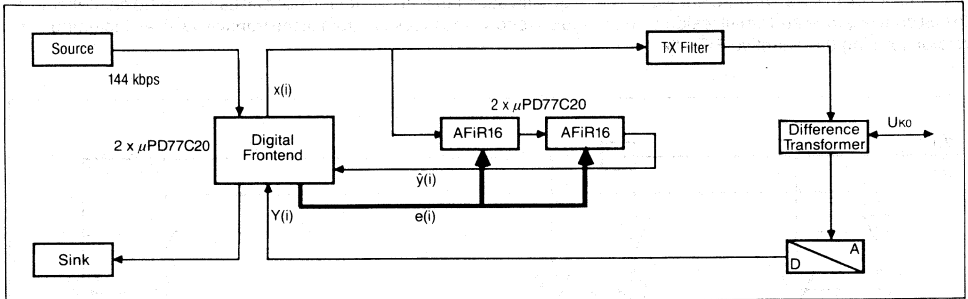 Source
144 kbps
x(i)
TX Filter
2 x μPD77C20
AFiR16
AFiR16
UK0
2 x μPD77C20
Digital
Frontend
Difference
Transformer
ŷ(i)
Y(i)
e(i)
Sink
A
D